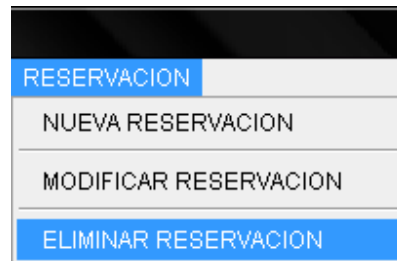 RESERVACION
NUEVA RESERVACION
MODIFICAR RESERVACION
ELIMINAR RESERVACION